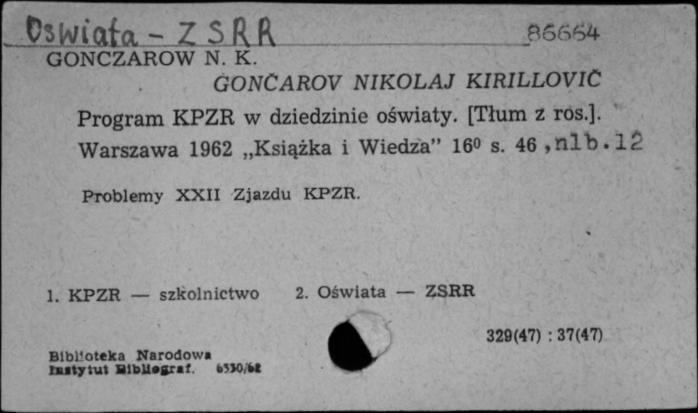 Oświata - ZSRR 86664
GONCZAROW N. K.
GONČAROV NIKOLAJ KIRILLOVIČ
Program KPZR w dziedzinie oświaty. [Tłum z ros.].
Warszawa 1962 „Książka i Wiedza” 16⁰ s. 46 ,nlb.12
Problemy XXII Zjazdu KPZR.
1. KPZR — szkolnictwo 2. Oświata — ZSRR
329(47) : 37(47)
Biblioteka Narodowa
Instytut Bibliograf. 6530/62